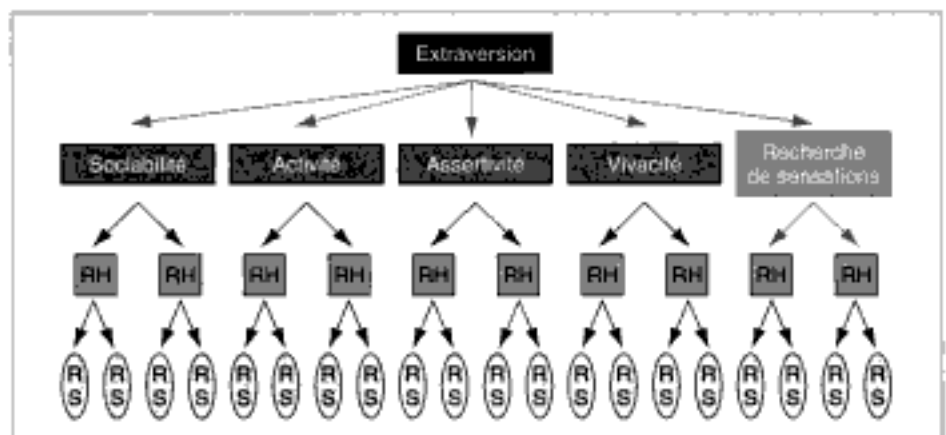 Extraversion
Sociabilité Activité Assertivité Vivacité Recherche
de sensations
RH RH RH RH RH RH RH RH RH RH
R R R R R R R R R R R R R R R R R R R R
S S S S S S S S S S S S S S S S S S S S